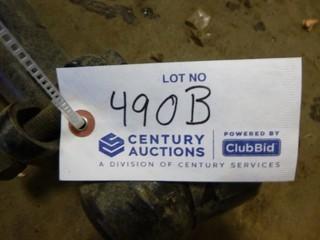 LOT NO
490B
CENTURY AUCTIONS
POWERED BY
ClubBid
A DIVISION OF CENTURY SERVICES